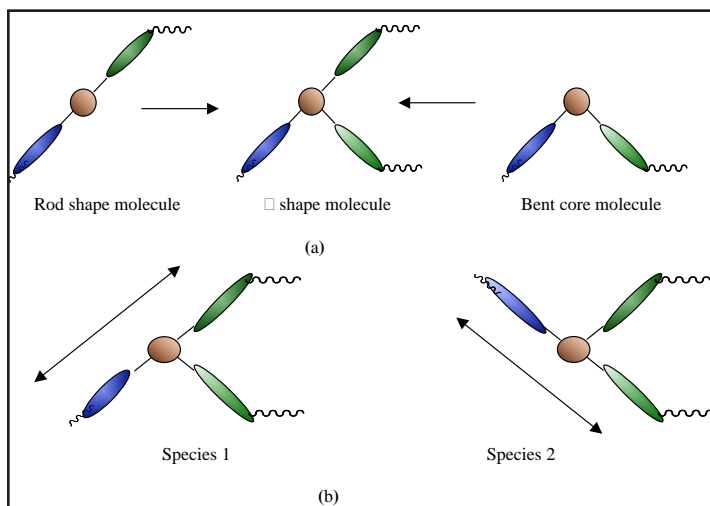 Rod shape molecule
□ shape molecule
Bent core molecule
(a)
Species 1
Species 2
(b)